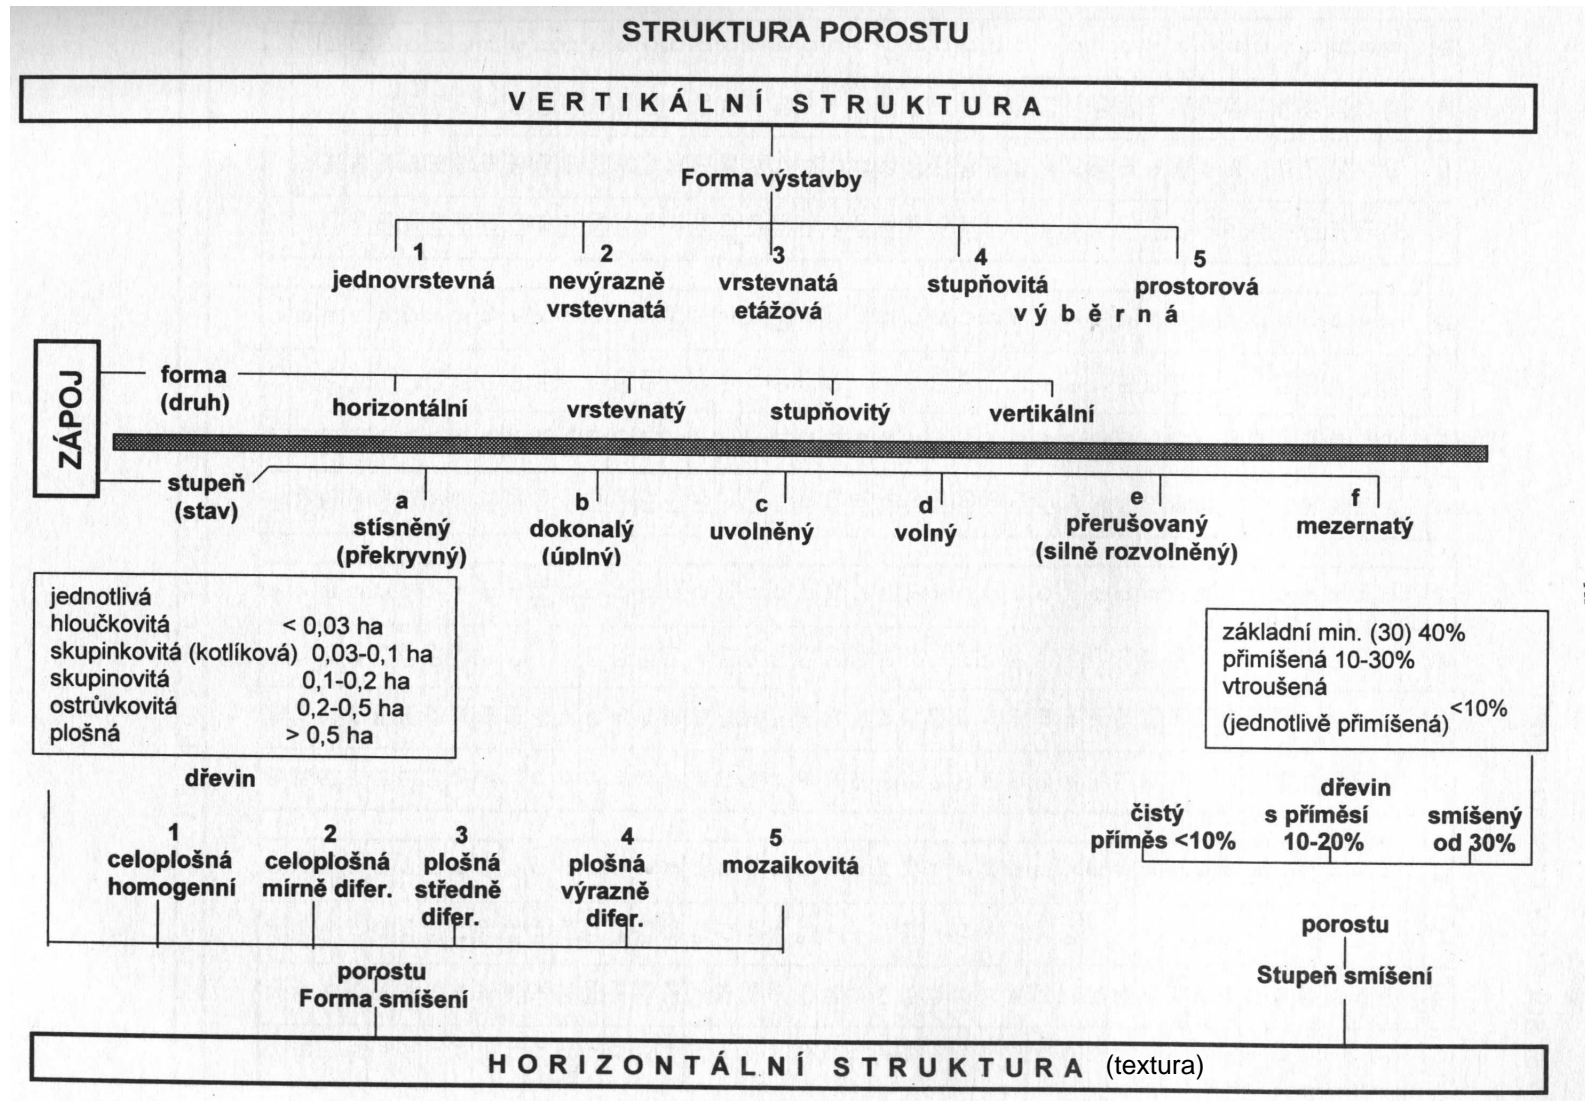 STRUKTURA POROSTU
VERTIKÁLNÍ STRUKTURA
Forma výstavby
1 2 3 4 5
jednovrstevná nevýrazně vrstevnatá stupňovitá prostorová
vrstevnatá etážová výběrná
ZÁPOJ
forma
(druh)
horizontální vrstevnatý stupňovitý vertikální
stupeň
(stav)
a b c d e f
stísněný dokonalý uvolněný volný přerušovaný mezernatý
(překryvný) (úplný) (silně rozvolněný)
jednotlivá
hloučkovitá < 0,03 ha
skupinkovitá (kotlíková) 0,03-0,1 ha
skupinovitá 0,1-0,2 ha
ostrůvkovitá 0,2-0,5 ha
plošná > 0,5 ha
dřevin
základní min. (30) 40%
přimíšená 10-30%
vtroušená
(jednotlivě přimíšená) <10%
dřevin
čistý s příměsí smíšený
příměs <10% 10-20% od 30%
1 2 3 4 5
celoplošná celoplošná plošná plošná mozaikovitá
homogenní mírně difer. středně výrazně
difer. difer.
porostu
Forma smíšení
porostu
Stupeň smíšení
HORIZONTÁLNÍ STRUKTURA (textura)